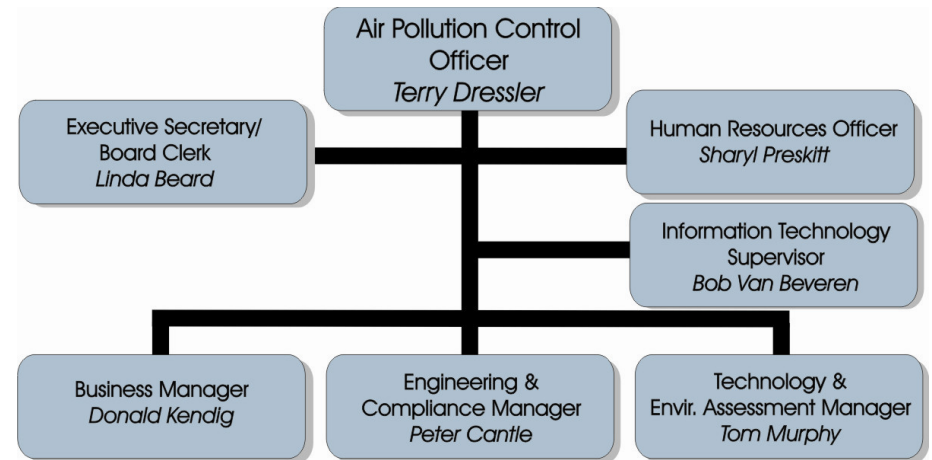 Air Pollution Control
Officer
Terry Dressler
Executive Secretary/
Board Clerk
Linda Beard
Human Resources Officer
Sharyl Preskitt
Information Technology
Supervisor
Bob Van Beveren
Business Manager
Donald Kendig
Engineering &
Compliance Manager
Peter Cantle
Technology &
Envir. Assessment Manager
Tom Murphy